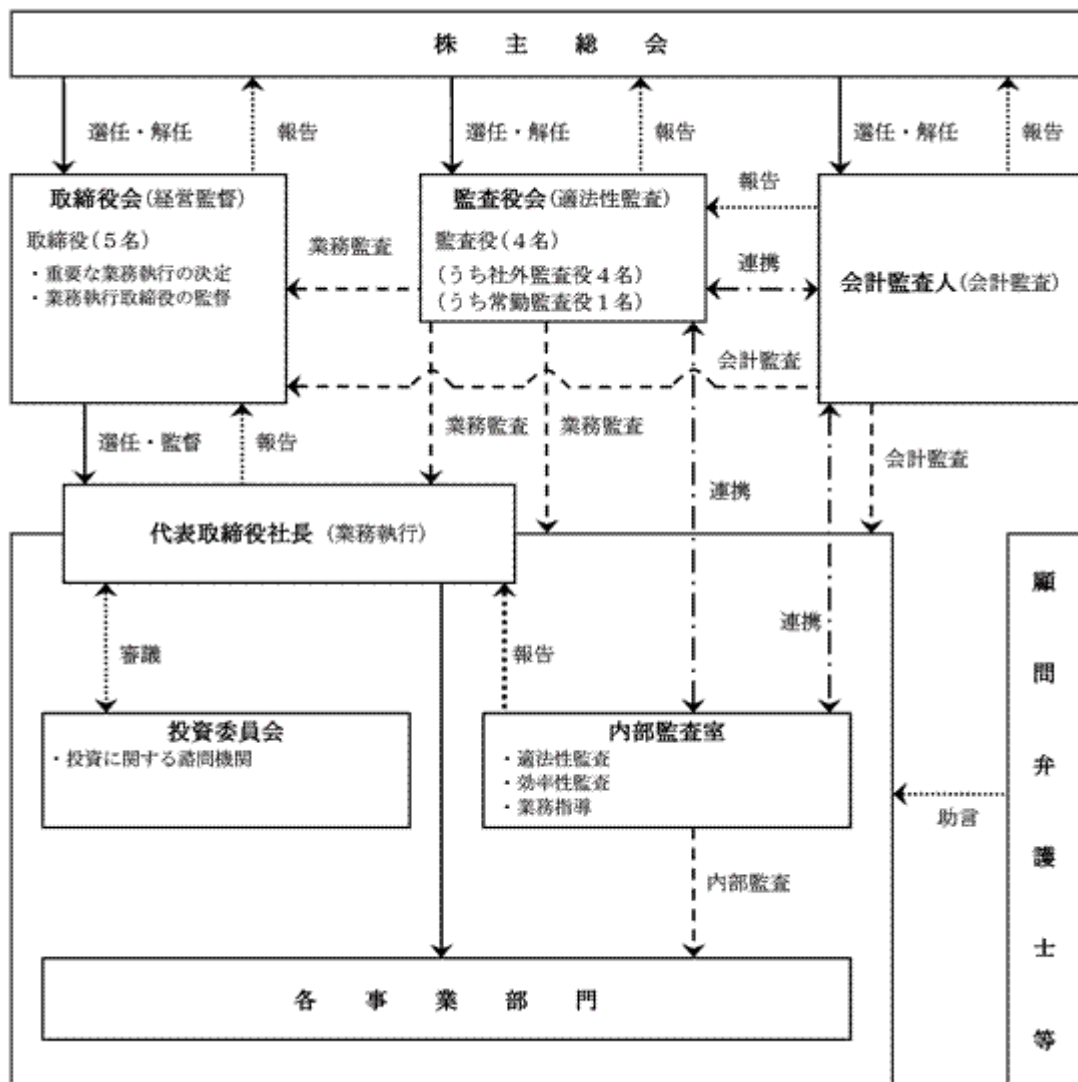 株主総会
選任・解任
報告
選任・解任
報告
選任・解任
報告
取締役会(経営監督)
取締役(5名)
・重要な業務執行の決定
・業務執行取締役の監督
業務監査
監査役会(適法性監査)
監査役(4名)
(うち社外監査役4名)
(うち常勤監査役1名)
報告
連携
会計監査人(会計監査)
会計監査
選任・監督
報告
業務監査
業務監査
会計監査
連携
代表取締役社長 (業務執行)
審議
報告
連携
投資委員会
・投資に関する諮問機関
内部監査室
・適法性監査
・効率性監査
・業務指導
助言
内部監査
各事業部門
顧問弁護士等